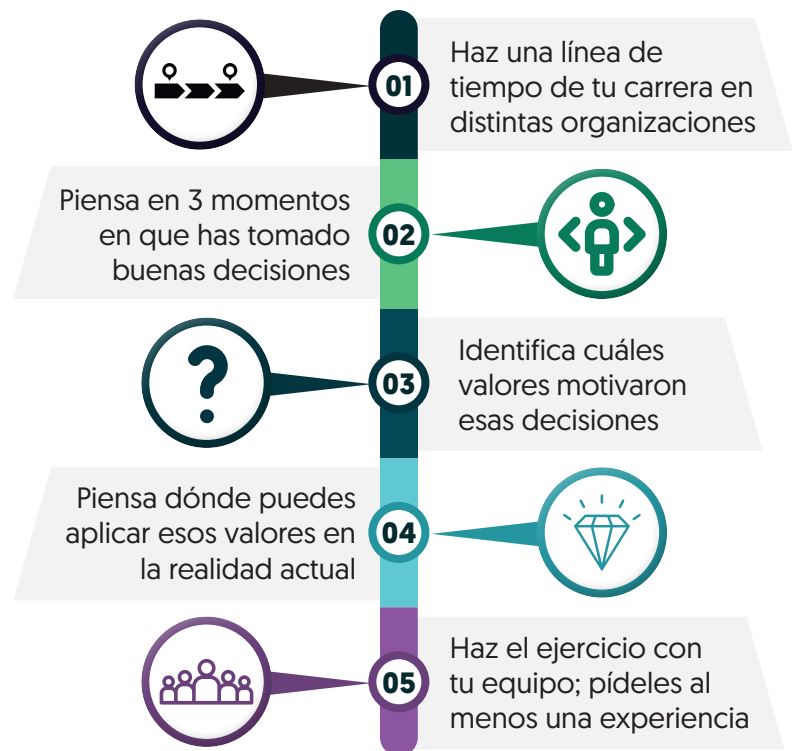 01
Haz una línea de
tiempo de tu carrera en
distintas organizaciones
Piensa en 3 momentos
en que has tomado
buenas decisiones
02
03
Identifica cuáles
valores motivaron
esas decisiones
Piensa dónde puedes
aplicar esos valores en
la realidad actual
04
05
Haz el ejercicio con
tu equipo; pídeles al
menos una experiencia